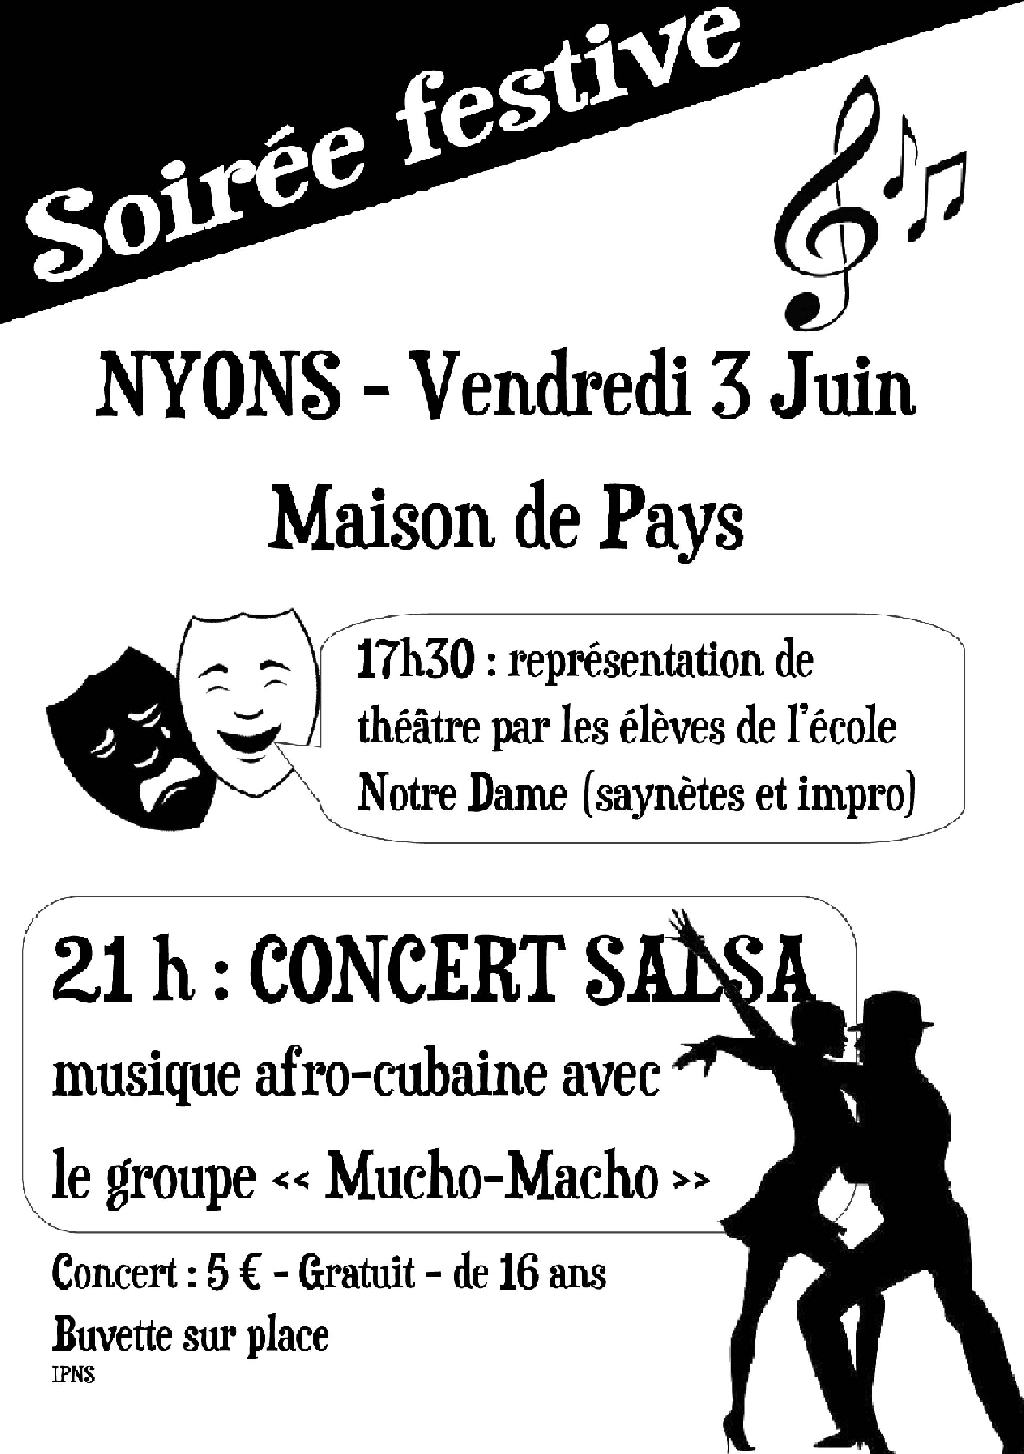 Soirée festive
NYONS - Vendredi 3 Juin
Maison de Pays
17h30 : représentation de
théâtre par les élèves de l'école
Notre Dame (saynètes et impro)
21 h : CONCERT SALSA
musique afro-cubaine avec
le groupe << Mucho-Macho >>
Concert : 5 € - Gratuit - de 16 ans
Buvette sur place
IPNS